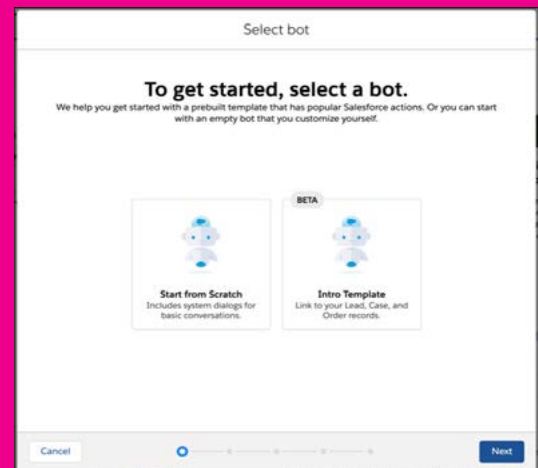 Select bot
To get started, select a bot.
We help you get started with a prebuilt template that has popular Salesforce actions. Or you can start
with an empty bot that you customize yourself.
BETA
Start from Scratch
Includes system dialogs for
basic conversations.
Intro Template
Link to your Lead, Case, and
Order records.
Cancel
Next